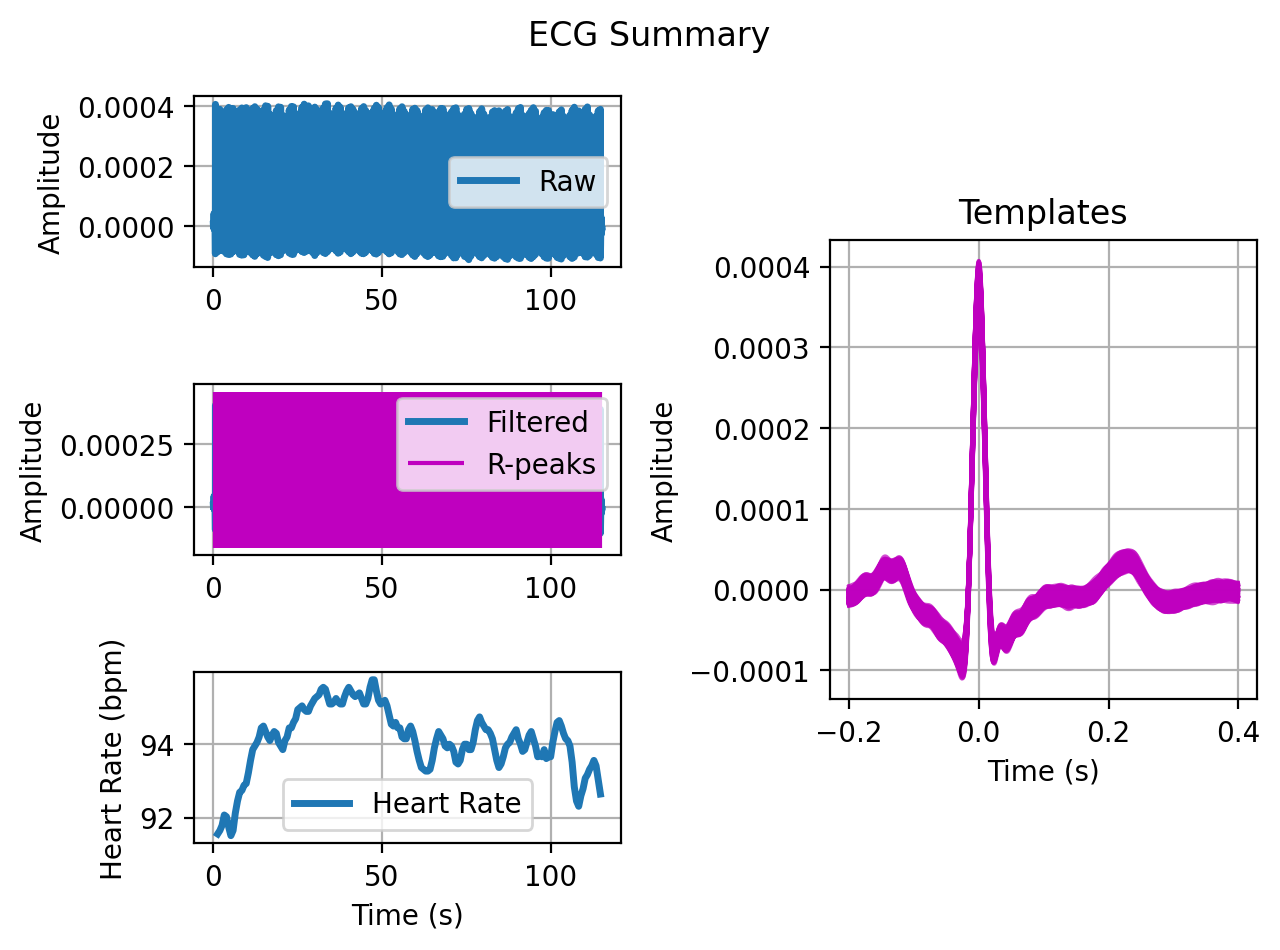 ECG Summary
Amplitude
0.0004
0.0002
0.0000
Raw
0
50
100
Amplitude
0.00025
0.00000
Filtered
R-peaks
0
50
100
Heart Rate (bpm)
94
92
Heart Rate
0
50
100
Time (s)
Templates
Amplitude
0.0004
0.0003
0.0002
0.0001
0.0000
−0.0001
−0.2
0.0
0.2
0.4
Time (s)